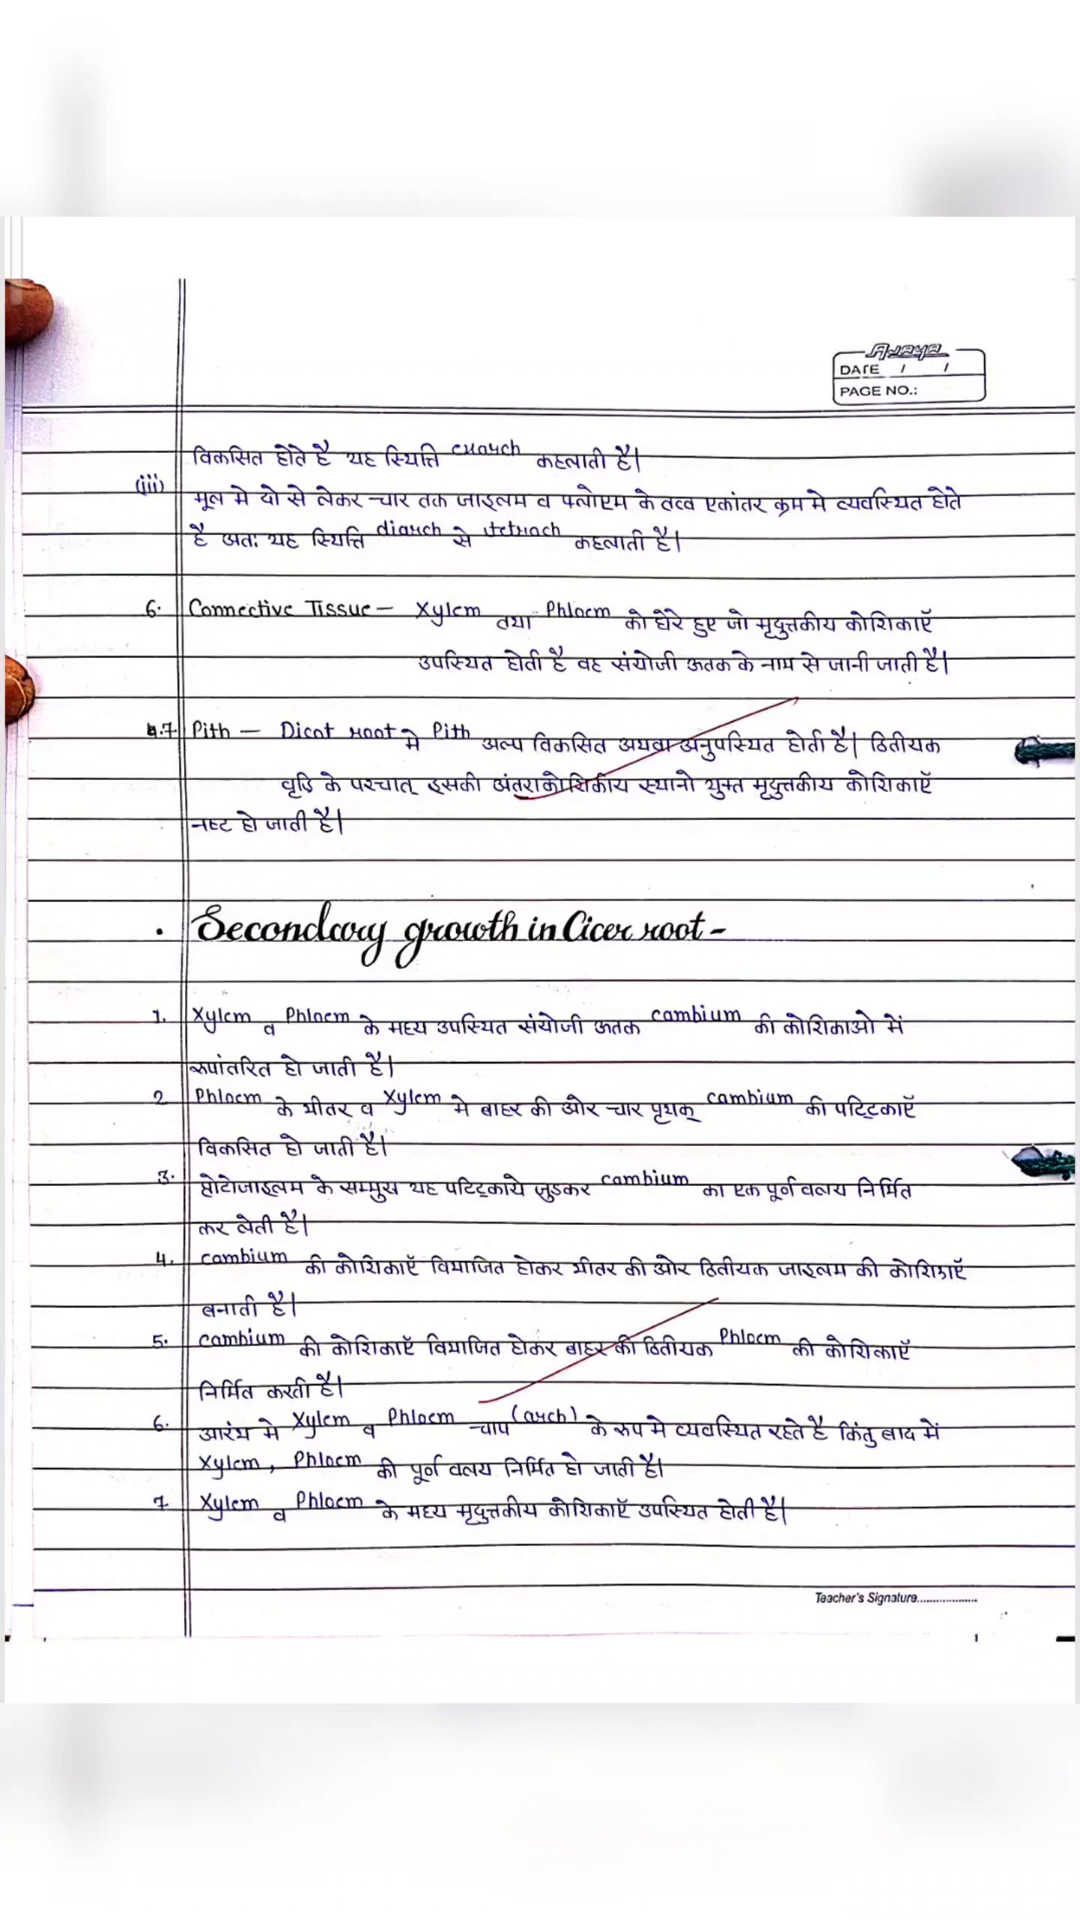 Ajaya
DATE / /
PAGE NO.:
विकसित होते है यह स्थित्ति exarch कहलाती है।
(iii) मूल मे दो से लेकर चार तक जाइलम व फ्लोएम के तत्व एकांतर क्रम मे व्यवस्थित होते
है अतः यह स्थित्ति diarch से tetrach कहलाती है।
6. Connective Tissue – Xylem तथा Phloem को घेरे हुए जो मृदुत्तकीय कोशिकाएँ
उपस्थित होती है वह संयोजी ऊतक के नाम से जानी जाती है।
7 Pith – Dicot root मे Pith अल्प विकसित अथवा अनुपस्थित होती है। द्वितीयक
वृद्धि के पश्चात् इसकी अंतराकोशिकीय स्थानो युक्त मृदुत्तकीय कोशिकाएँ
नष्ट हो जाती है।
• Secondary growth in Cicer root -
1. Xylem व Phloem के मध्य उपस्थित संयोजी ऊतक cambium की कोशिकाओ में
रूपांतरित हो जाती है।
2 Phloem के भीतर व Xylem मे बाहर की ओर चार पृथक् cambium की पट्टिकाएँ
विकसित हो जाती है।
3. प्रोटोजाइलम के सम्मुख यह पट्टिकाये जुडकर cambium का एक पूर्ण वलय निर्मित
कर लेती है।
4. cambium की कोशिकाएँ विभाजित होकर भीतर की ओर द्वितीयक जाइलम की कोशिकाएँ
बनाती है।
5. cambium की कोशिकाएँ विभाजित होकर बाहर की द्वितीयक Phloem की कोशिकाएँ
निर्मित करती है।
6. आरंभ मे Xylem व Phloem चाप (arch) के रूप मे व्यवस्थित रहते है किंतु बाद में
Xylem, Phloem की पूर्ण वलय निर्मित हो जाती है।
7 Xylem व Phloem के मध्य मृदुत्तकीय कोशिकाएँ उपस्थित होती है।
Teacher's Signature...................